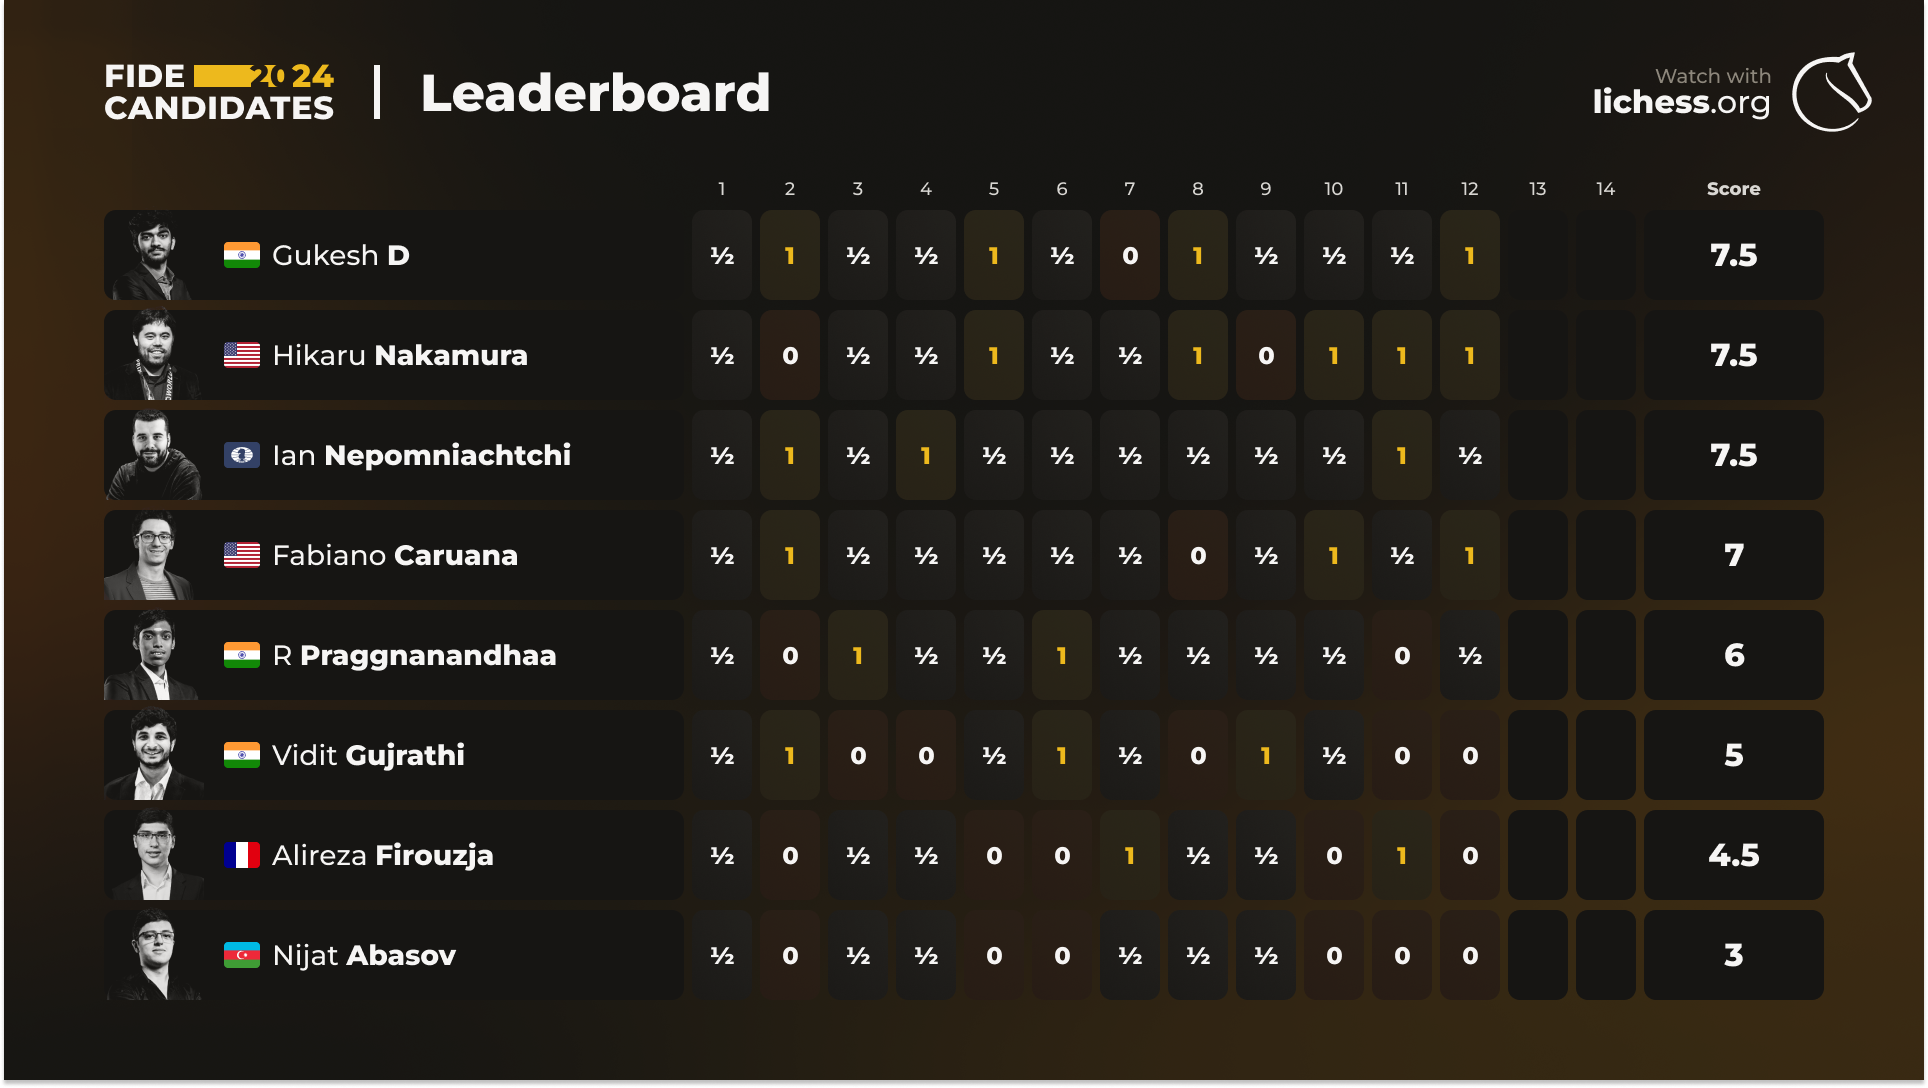 FIDE 2024
CANDIDATES
Leaderboard
Watch with
lichess.org
1 2 3 4 5 6 7 8 9 10 11 12 13 14 Score
Gukesh D ½ 1 ½ ½ 1 ½ 0 1 ½ ½ ½ 1 7.5
Hikaru Nakamura ½ 0 ½ ½ 1 ½ ½ 1 0 1 1 1 7.5
Ian Nepomniachtchi ½ 1 ½ 1 ½ ½ ½ ½ ½ ½ 1 ½ 7.5
Fabiano Caruana ½ 1 ½ ½ ½ ½ ½ 0 ½ 1 ½ 1 7
R Praggnanandhaa ½ 0 1 ½ ½ 1 ½ ½ ½ ½ 0 ½ 6
Vidit Gujrathi ½ 1 0 0 ½ 1 ½ 0 1 ½ 0 0 5
Alireza Firouzja ½ 0 ½ ½ 0 0 1 ½ ½ 0 1 0 4.5
Nijat Abasov ½ 0 ½ ½ 0 0 ½ ½ ½ 0 0 0 3